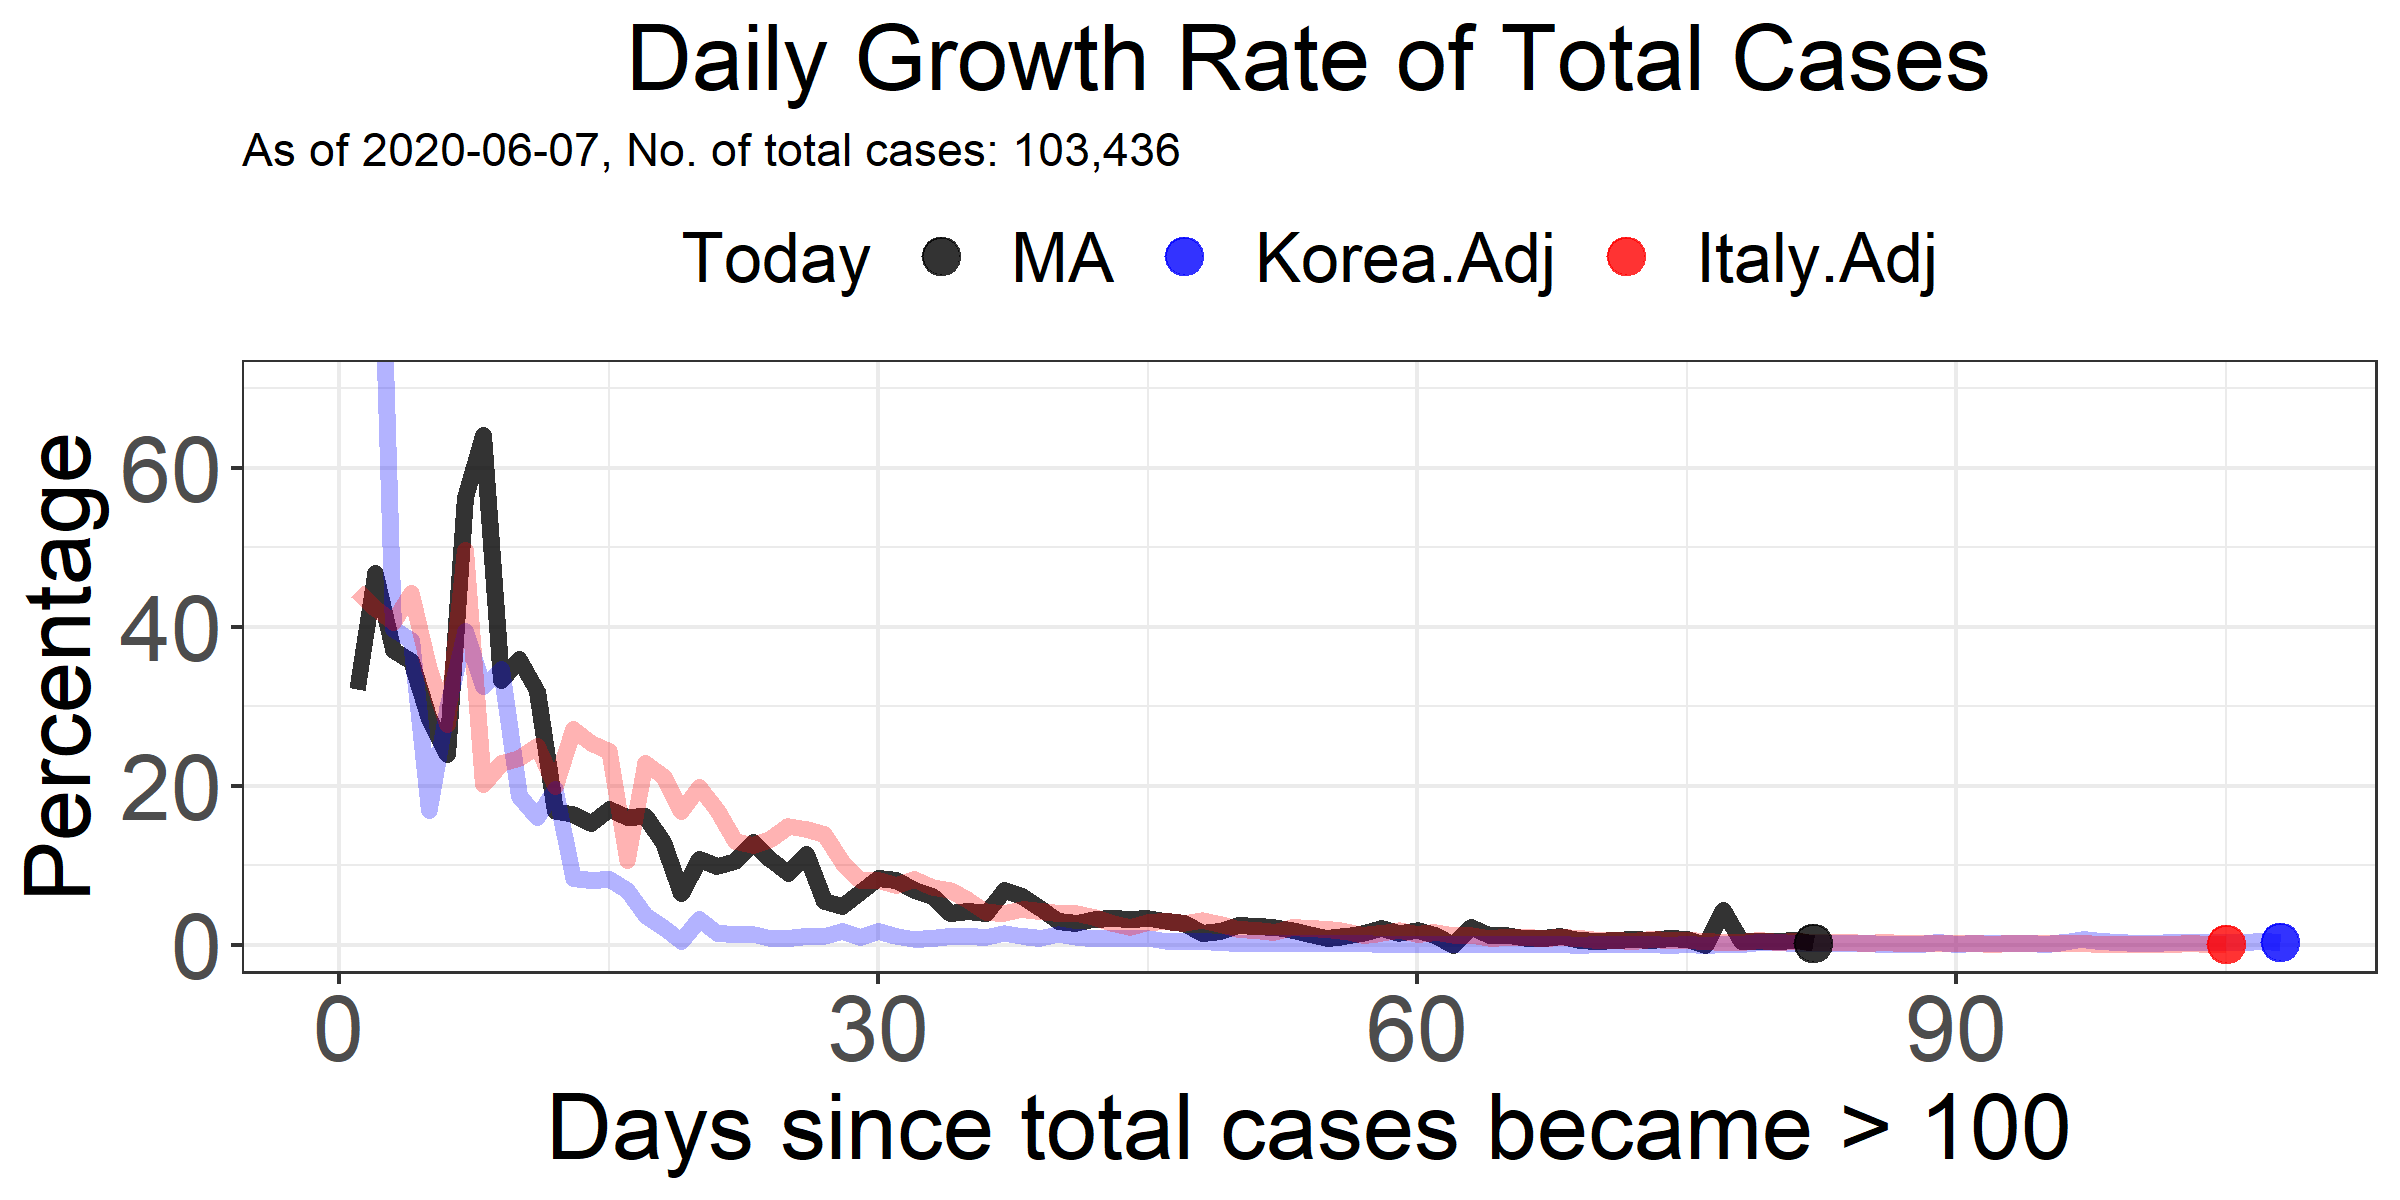 Daily Growth Rate of Total Cases
As of 2020-06-07, No. of total cases: 103,436
Today MA Korea.Adj Italy.Adj
Percentage
60
40
20
0
0 30 60 90
Days since total cases became > 100